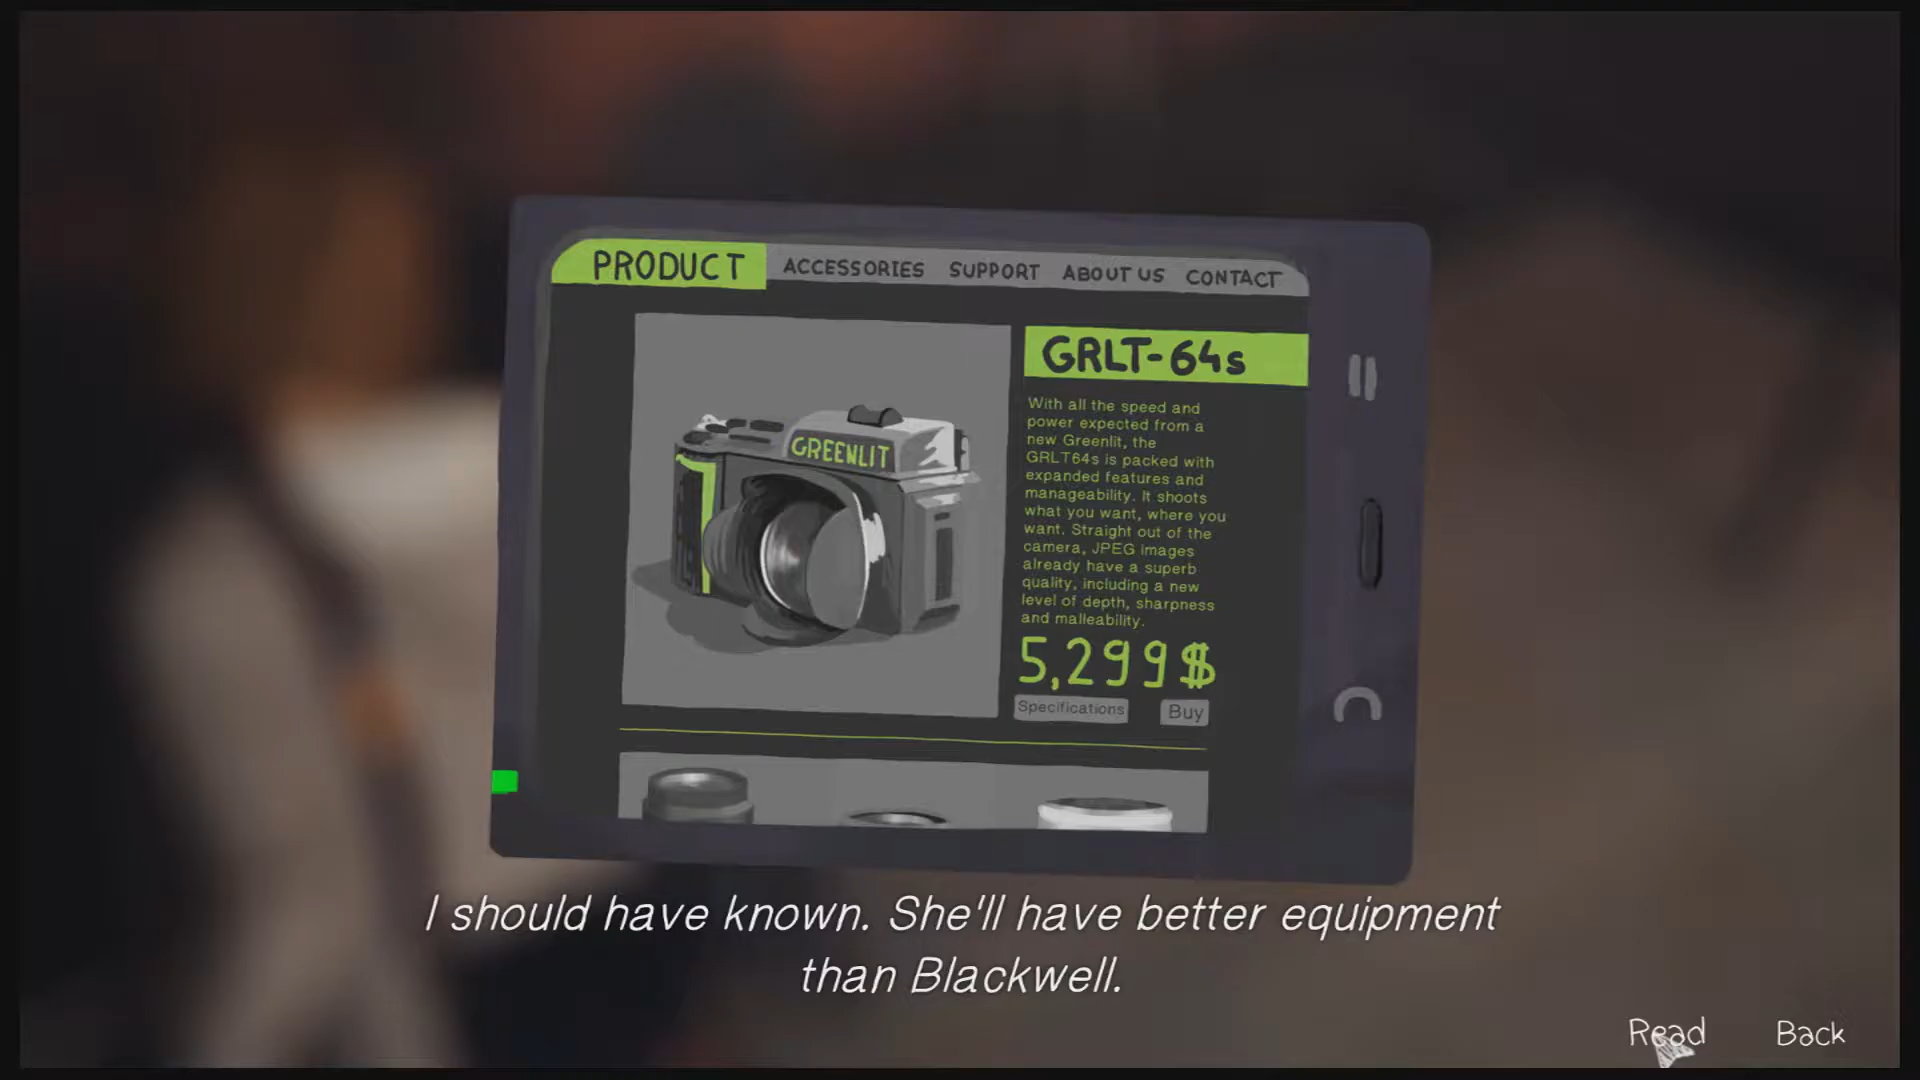 PRODUCT ACCESSORIES SUPPORT ABOUT US CONTACT
GREENLIT
GRLT-64s
With all the speed and
power expected from a
new Greenlit, the
GRLT64s is packed with
expanded features and
manageability. It shoots
what you want, where you
want. Straight out of the
camera, JPEG images
already have a superb
quality, including a new
level of depth, sharpness
and malleability.
5,299$
Specifications Buy
I should have known. She'll have better equipment
than Blackwell.
Read Back